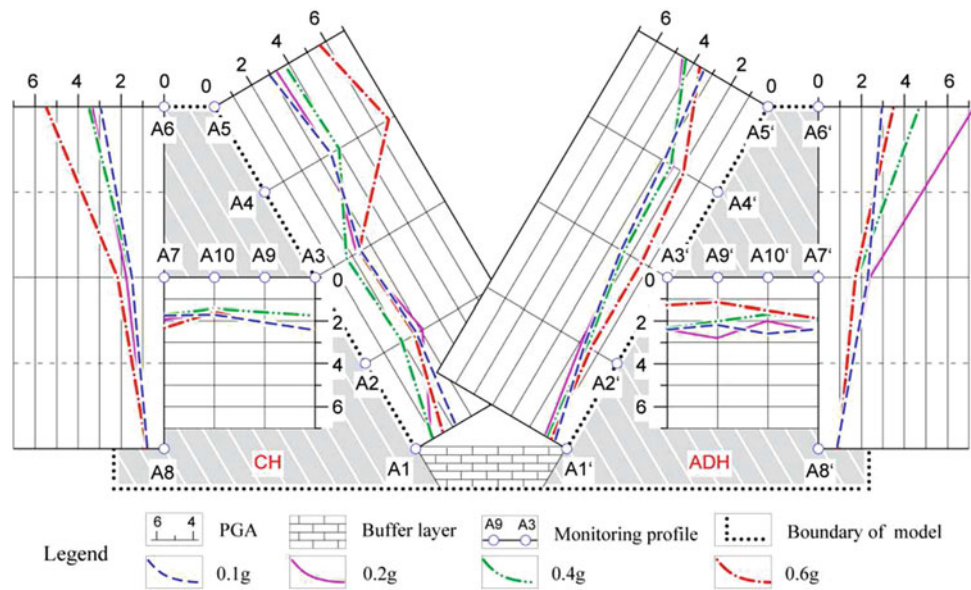 6
6
4
4
2
2
6 4 2 0
0
0
0
0 2 4 6
A6
A5
A5'
A6'
A4
A4'
A7 A10 A9 A3
A3' A9' A10' A7'
0
2
4
6
0
2
4
6
A2
A2'
A8
CH
A1
A1'
ADH
A8'
Legend
6 4
PGA
Buffer layer
A9 A3
Monitoring profile
Boundary of model
0.1g
0.2g
0.4g
0.6g